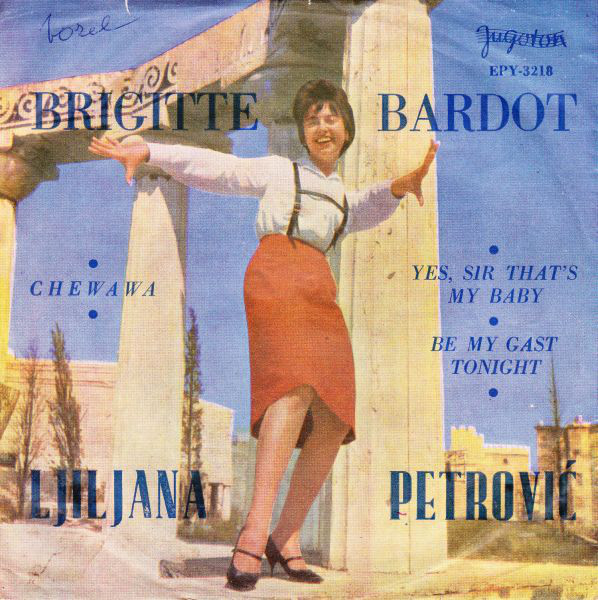 Jugoton
EPY-3218
BRIGITTE BARDOT
CHEWAWA
YES, SIR THAT'S
MY BABY
BE MY GAST
TONIGHT
LJILJANA PETROVIĆ